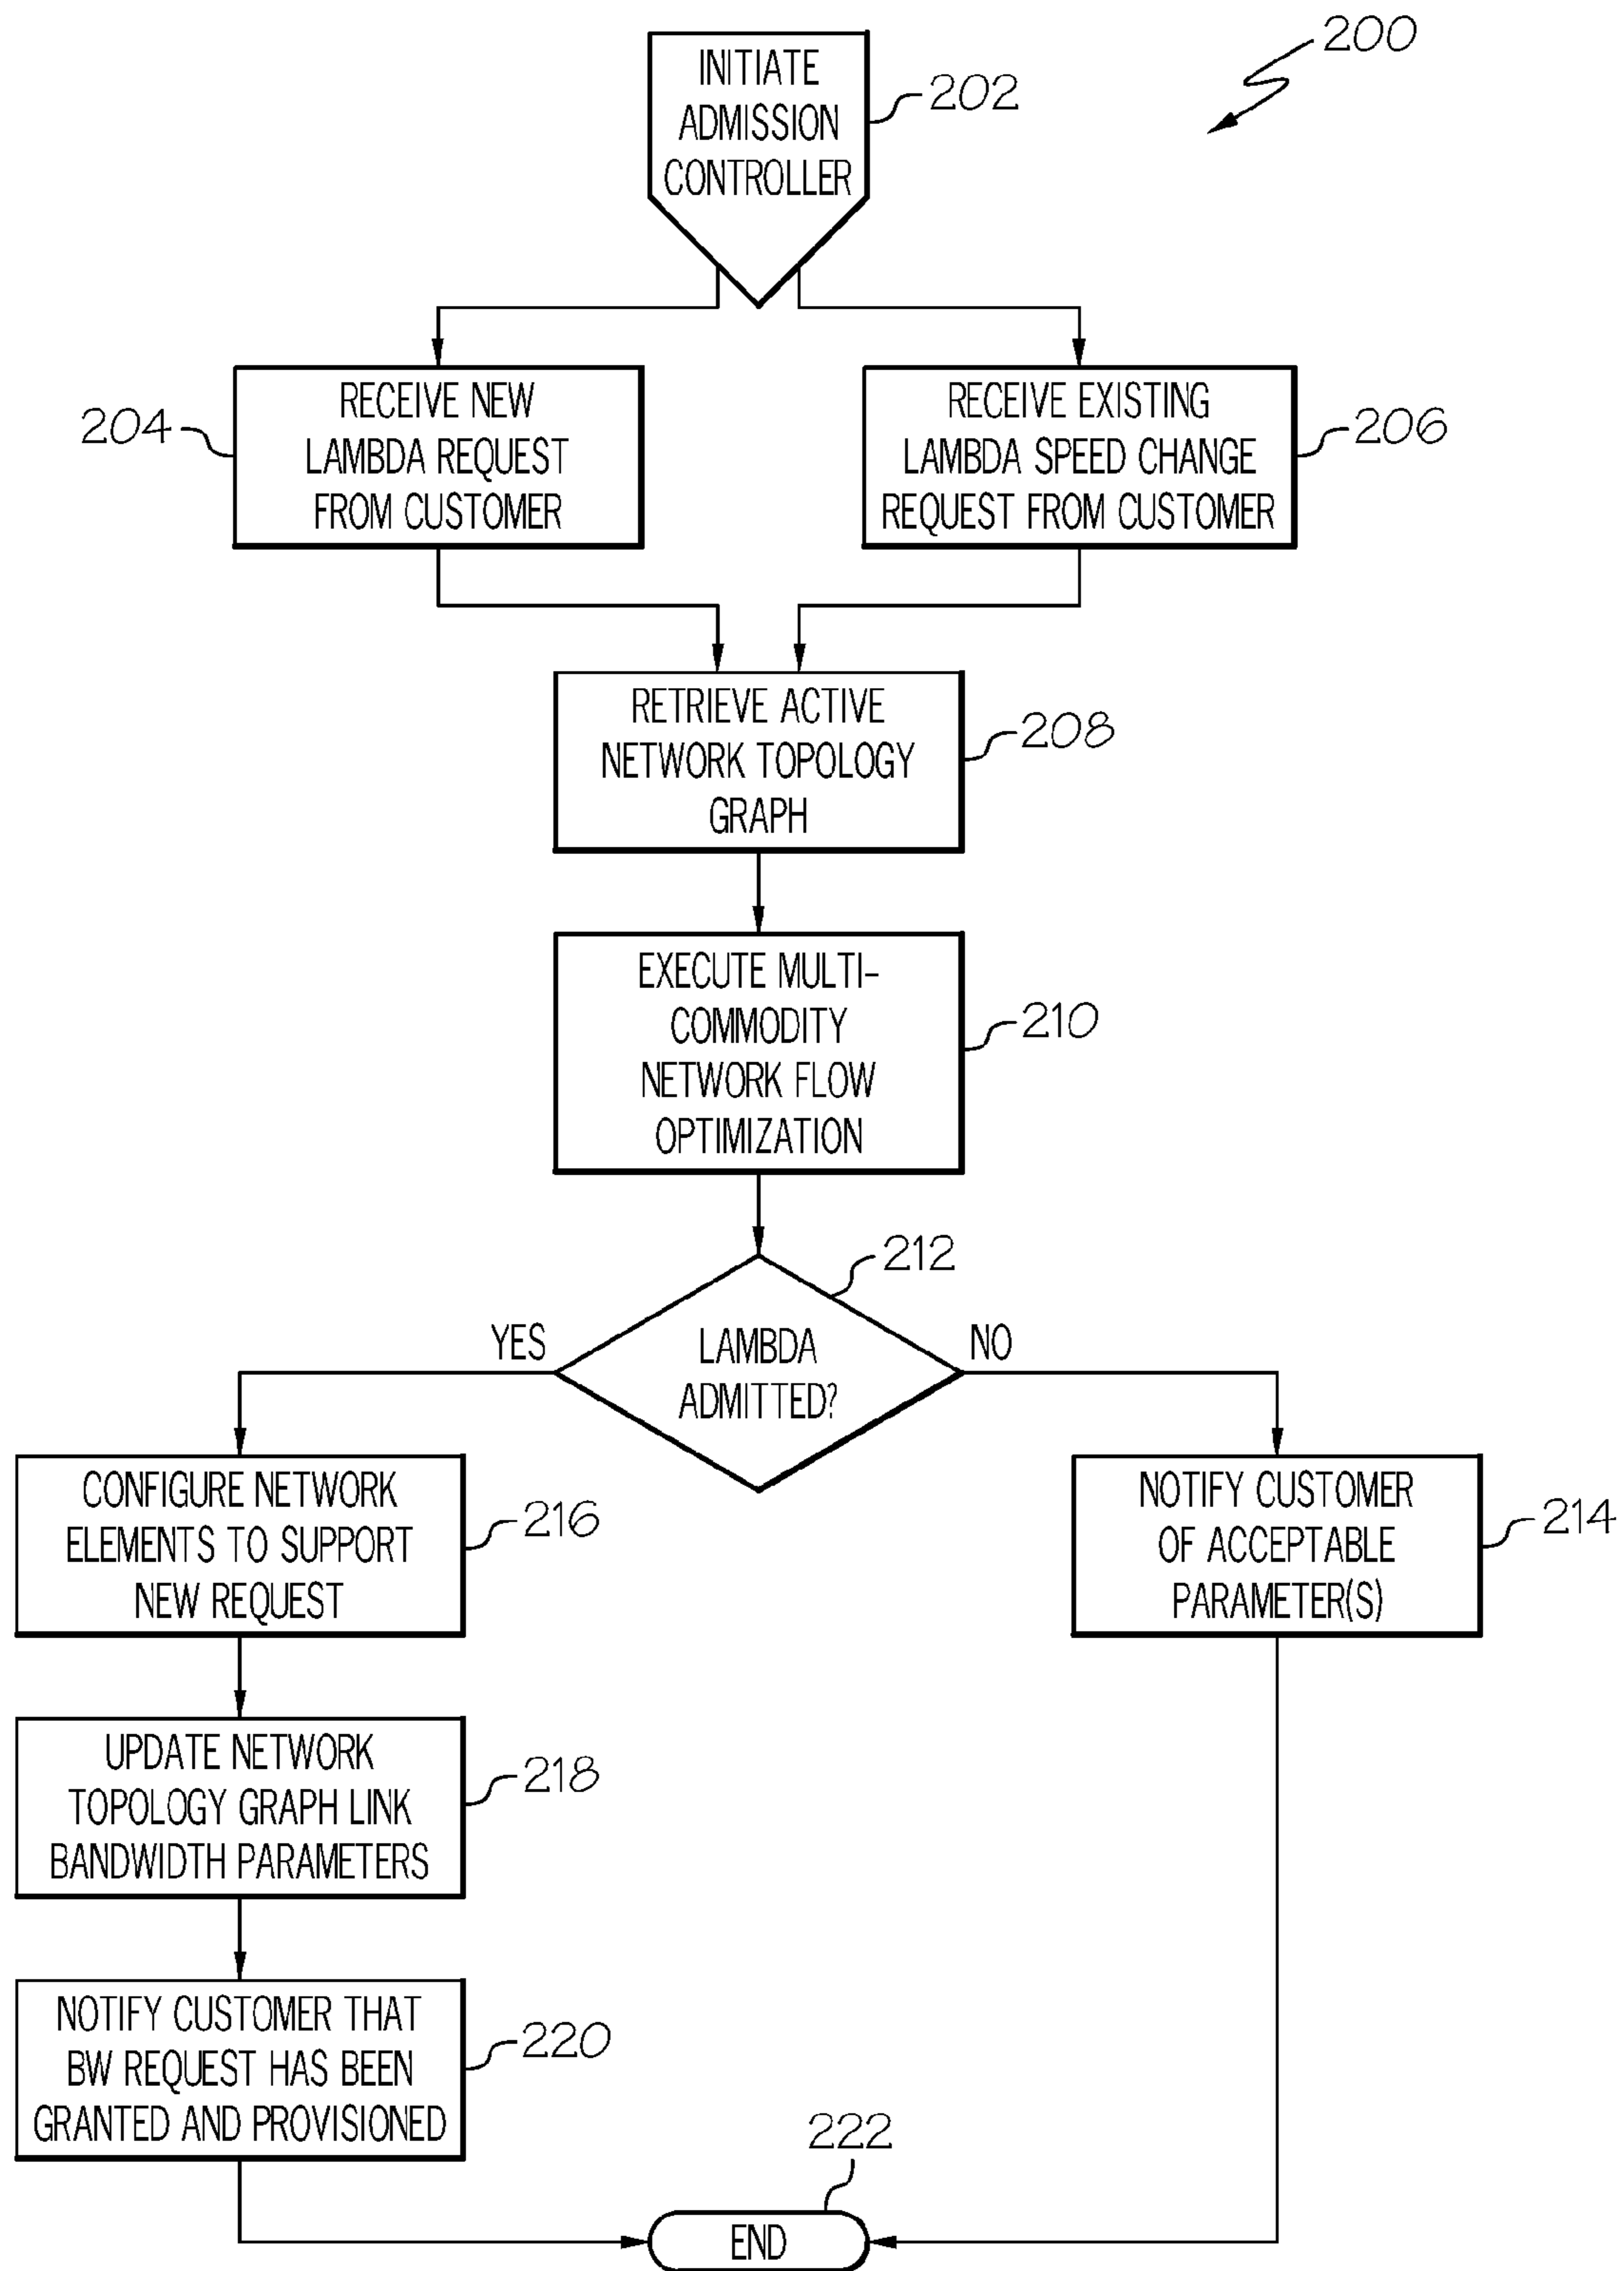 200
INITIATE
ADMISSION
CONTROLLER
202
RECEIVE NEW
LAMBDA REQUEST
FROM CUSTOMER
204
RECEIVE EXISTING
LAMBDA SPEED CHANGE
REQUEST FROM CUSTOMER
206
RETRIEVE ACTIVE
NETWORK TOPOLOGY
GRAPH
208
EXECUTE MULTI-
COMMODITY
NETWORK FLOW
OPTIMIZATION
210
212
YES
LAMBDA
ADMITTED?
NO
CONFIGURE NETWORK
ELEMENTS TO SUPPORT
NEW REQUEST
216
NOTIFY CUSTOMER
OF ACCEPTABLE
PARAMETER(S)
214
UPDATE NETWORK
TOPOLOGY GRAPH LINK
BANDWIDTH PARAMETERS
218
NOTIFY CUSTOMER THAT
BW REQUEST HAS BEEN
GRANTED AND PROVISIONED
220
222
END